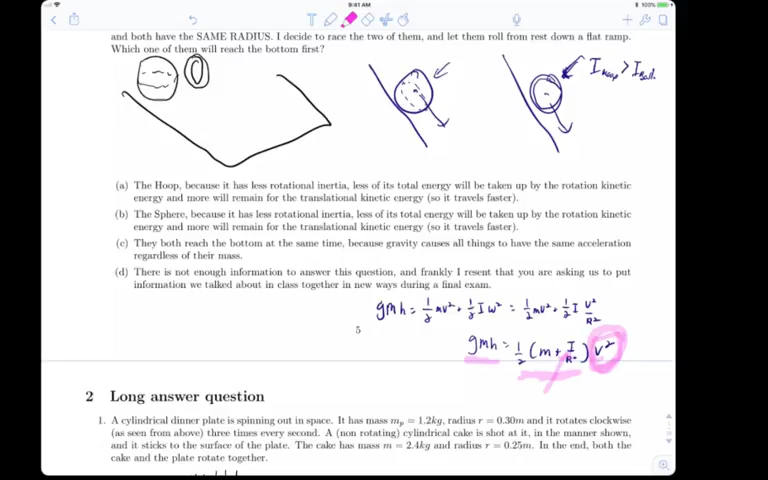 9:41 AM
100%
T
and both have the SAME RADIUS. I decide to race the two of them, and let them roll from rest down a flat ramp.
Which one of them will reach the bottom first?
I Hoop > I Ball
(a) The Hoop, because it has less rotational inertia, less of its total energy will be taken up by the rotation kinetic
energy and more will remain for the translational kinetic energy (so it travels faster).
(b) The Sphere, because it has less rotational inertia, less of its total energy will be taken up by the rotation kinetic
energy and more will remain for the translational kinetic energy (so it travels faster).
(c) They both reach the bottom at the same time, because gravity causes all things to have the same acceleration
regardless of their mass.
(d) There is not enough information to answer this question, and frankly I resent that you are asking us to put
information we talked about in class together in new ways during a final exam.
gmh = 1/2 mv² + 1/2 I ω² = 1/2 mv² + 1/2 I v²/R²
5
gmh = 1/2 (m + I/R²) v²
2 Long answer question
1. A cylindrical dinner plate is spinning out in space. It has mass mₚ = 1.2kg, radius r = 0.30m and it rotates clockwise
(as seen from above) three times every second. A (non rotating) cylindrical cake is shot at it, in the manner shown,
and it sticks to the surface of the plate. The cake has mass m = 2.4kg and radius r = 0.25m. In the end, both the
cake and the plate rotate together.